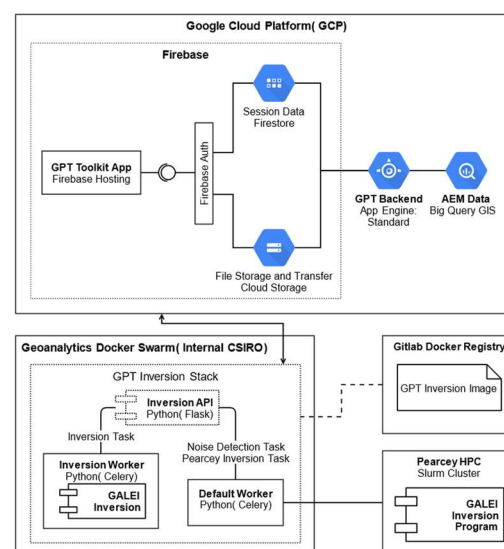 Google Cloud Platform( GCP)
Firebase
Session Data
Firestore
GPT Toolkit App
Firebase Hosting
Firebase Auth
GPT Backend
App Engine:
Standard
AEM Data
Big Query GIS
File Storage and Transfer
Cloud Storage
Geoanalytics Docker Swarm( Internal CSIRO)
GPT Inversion Stack
Inversion API
Python( Flask)
Inversion Task
Noise Detection Task
Pearcey Inversion Task
Inversion Worker
Python( Celery)
GALEI
Inversion
Default Worker
Python( Celery)
Gitlab Docker Registry
GPT Inversion Image
Pearcey HPC
Slurm Cluster
GALEI
Inversion
Program